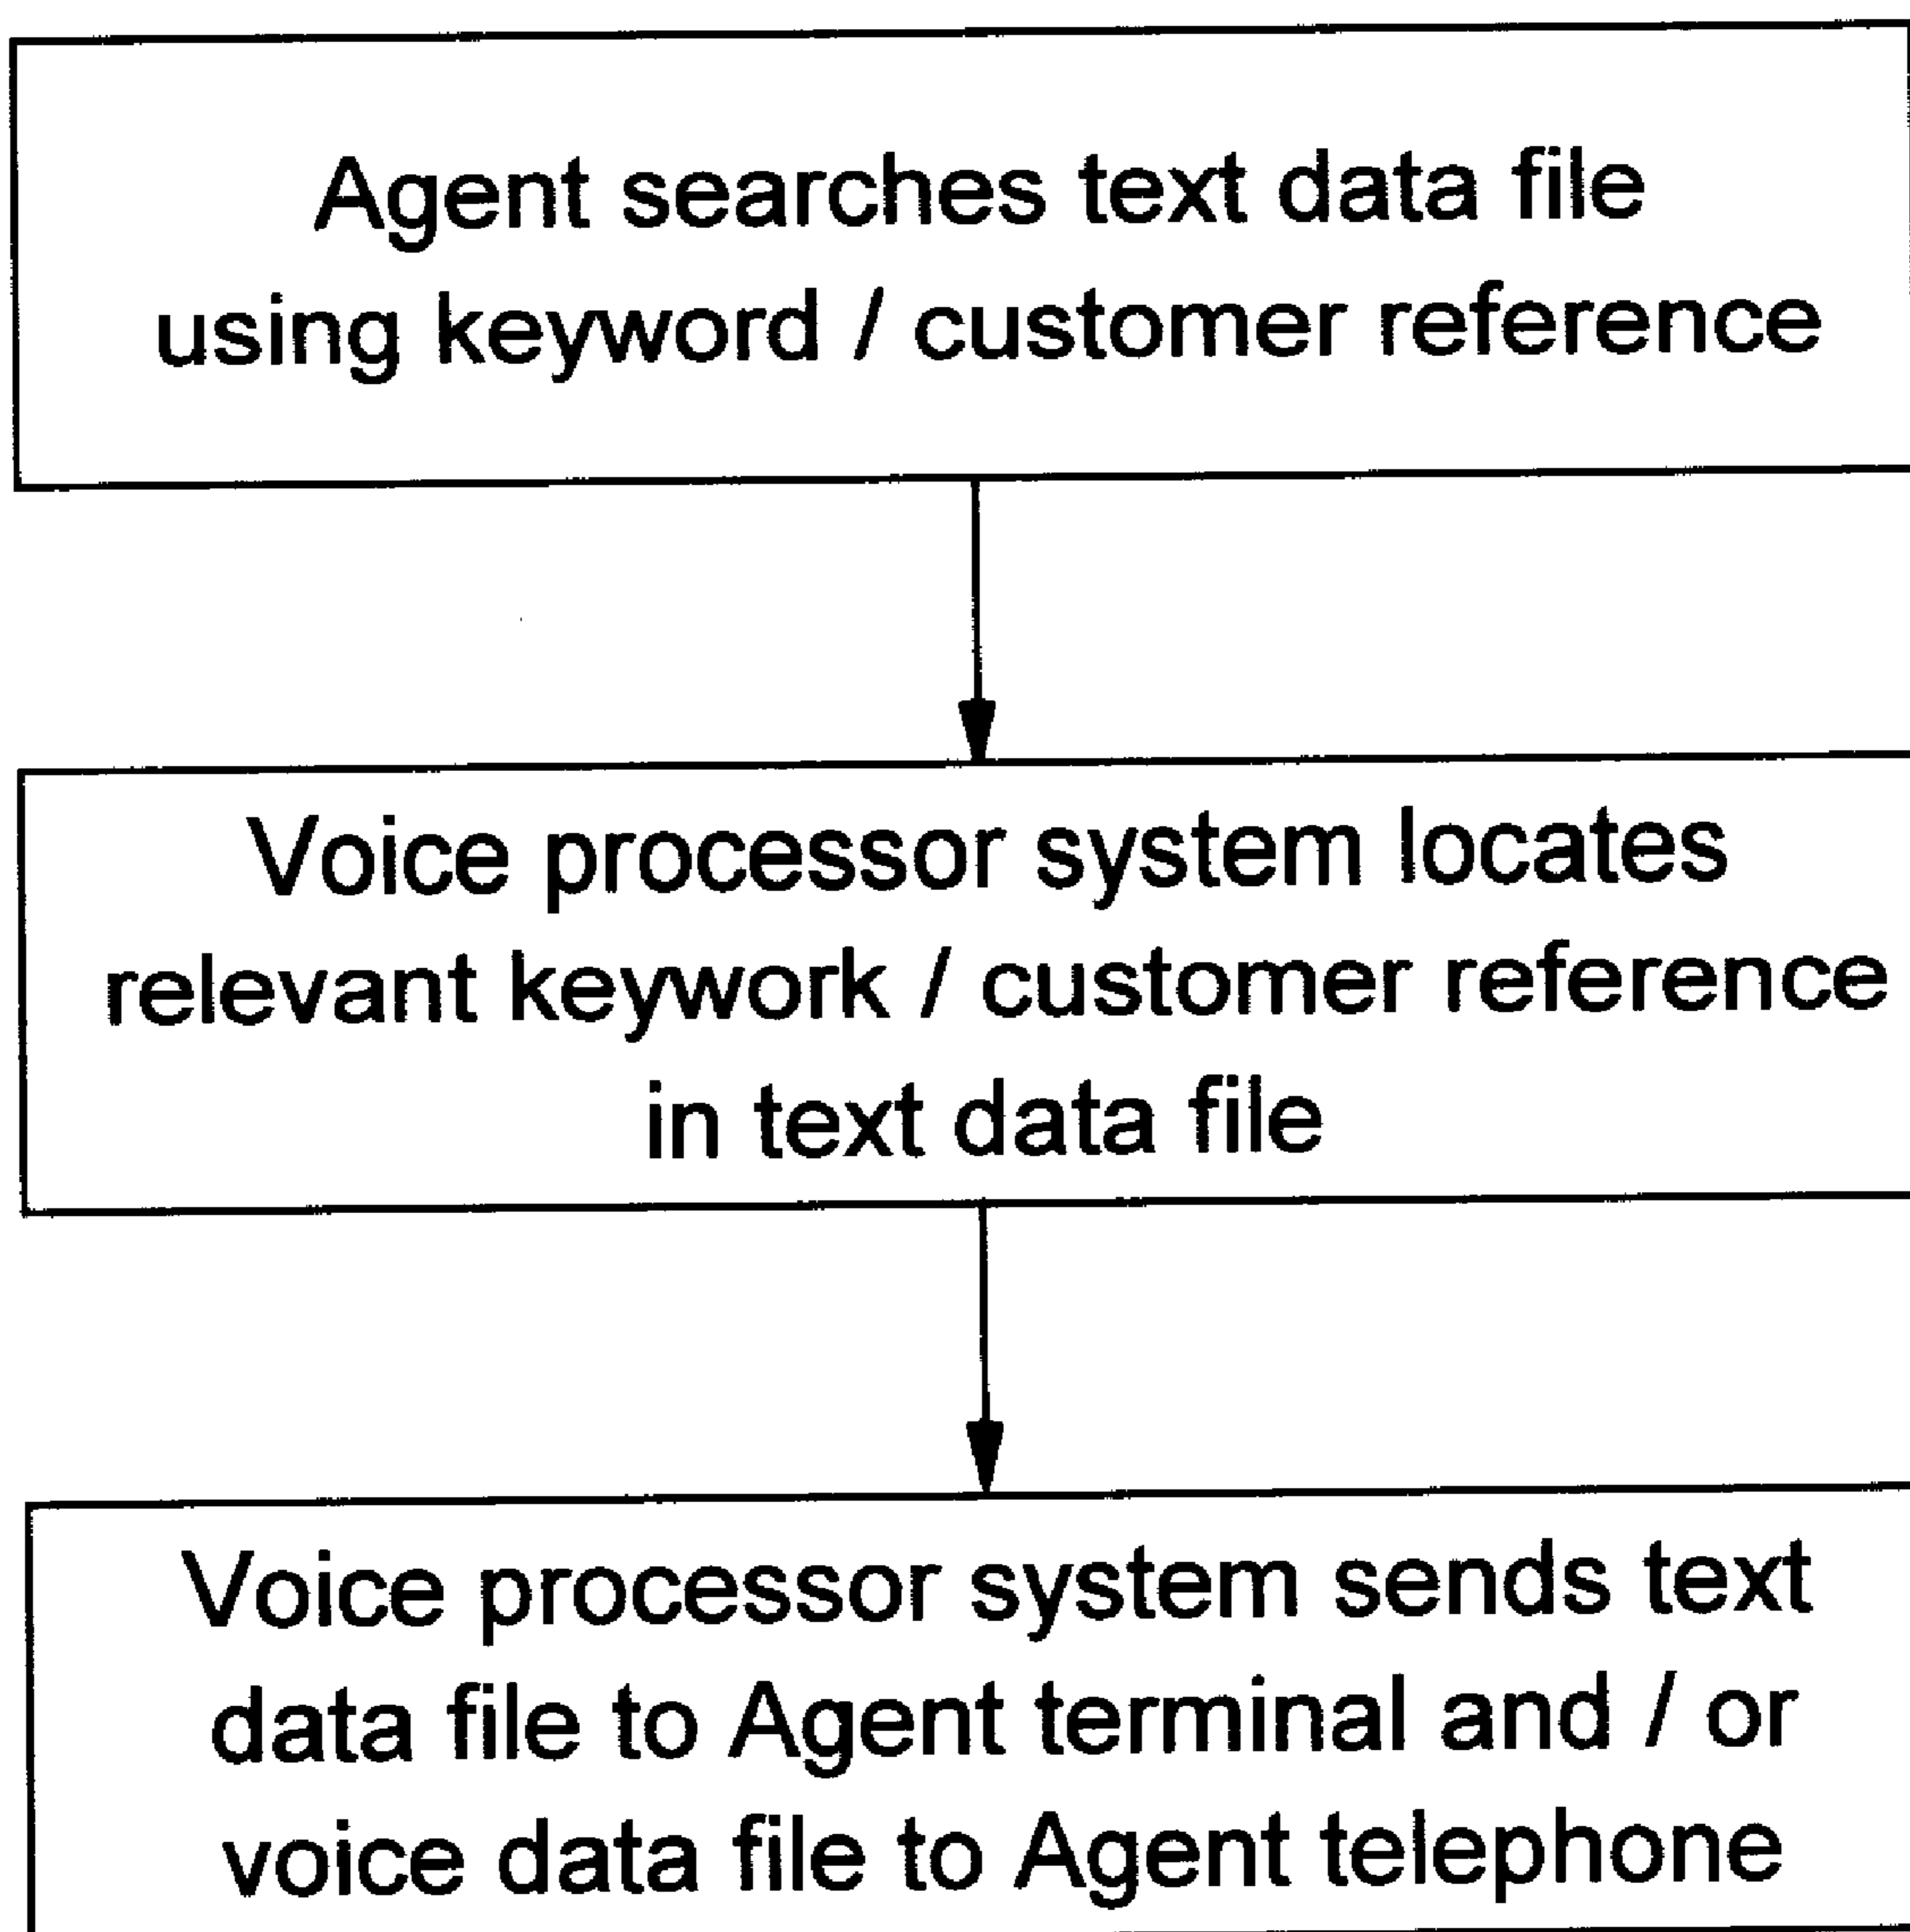 Agent searches text data file
using keyword / customer reference
Voice processor system locates
relevant keywork / customer reference
in text data file
Voice processor system sends text
data file to Agent terminal and / or
voice data file to Agent telephone